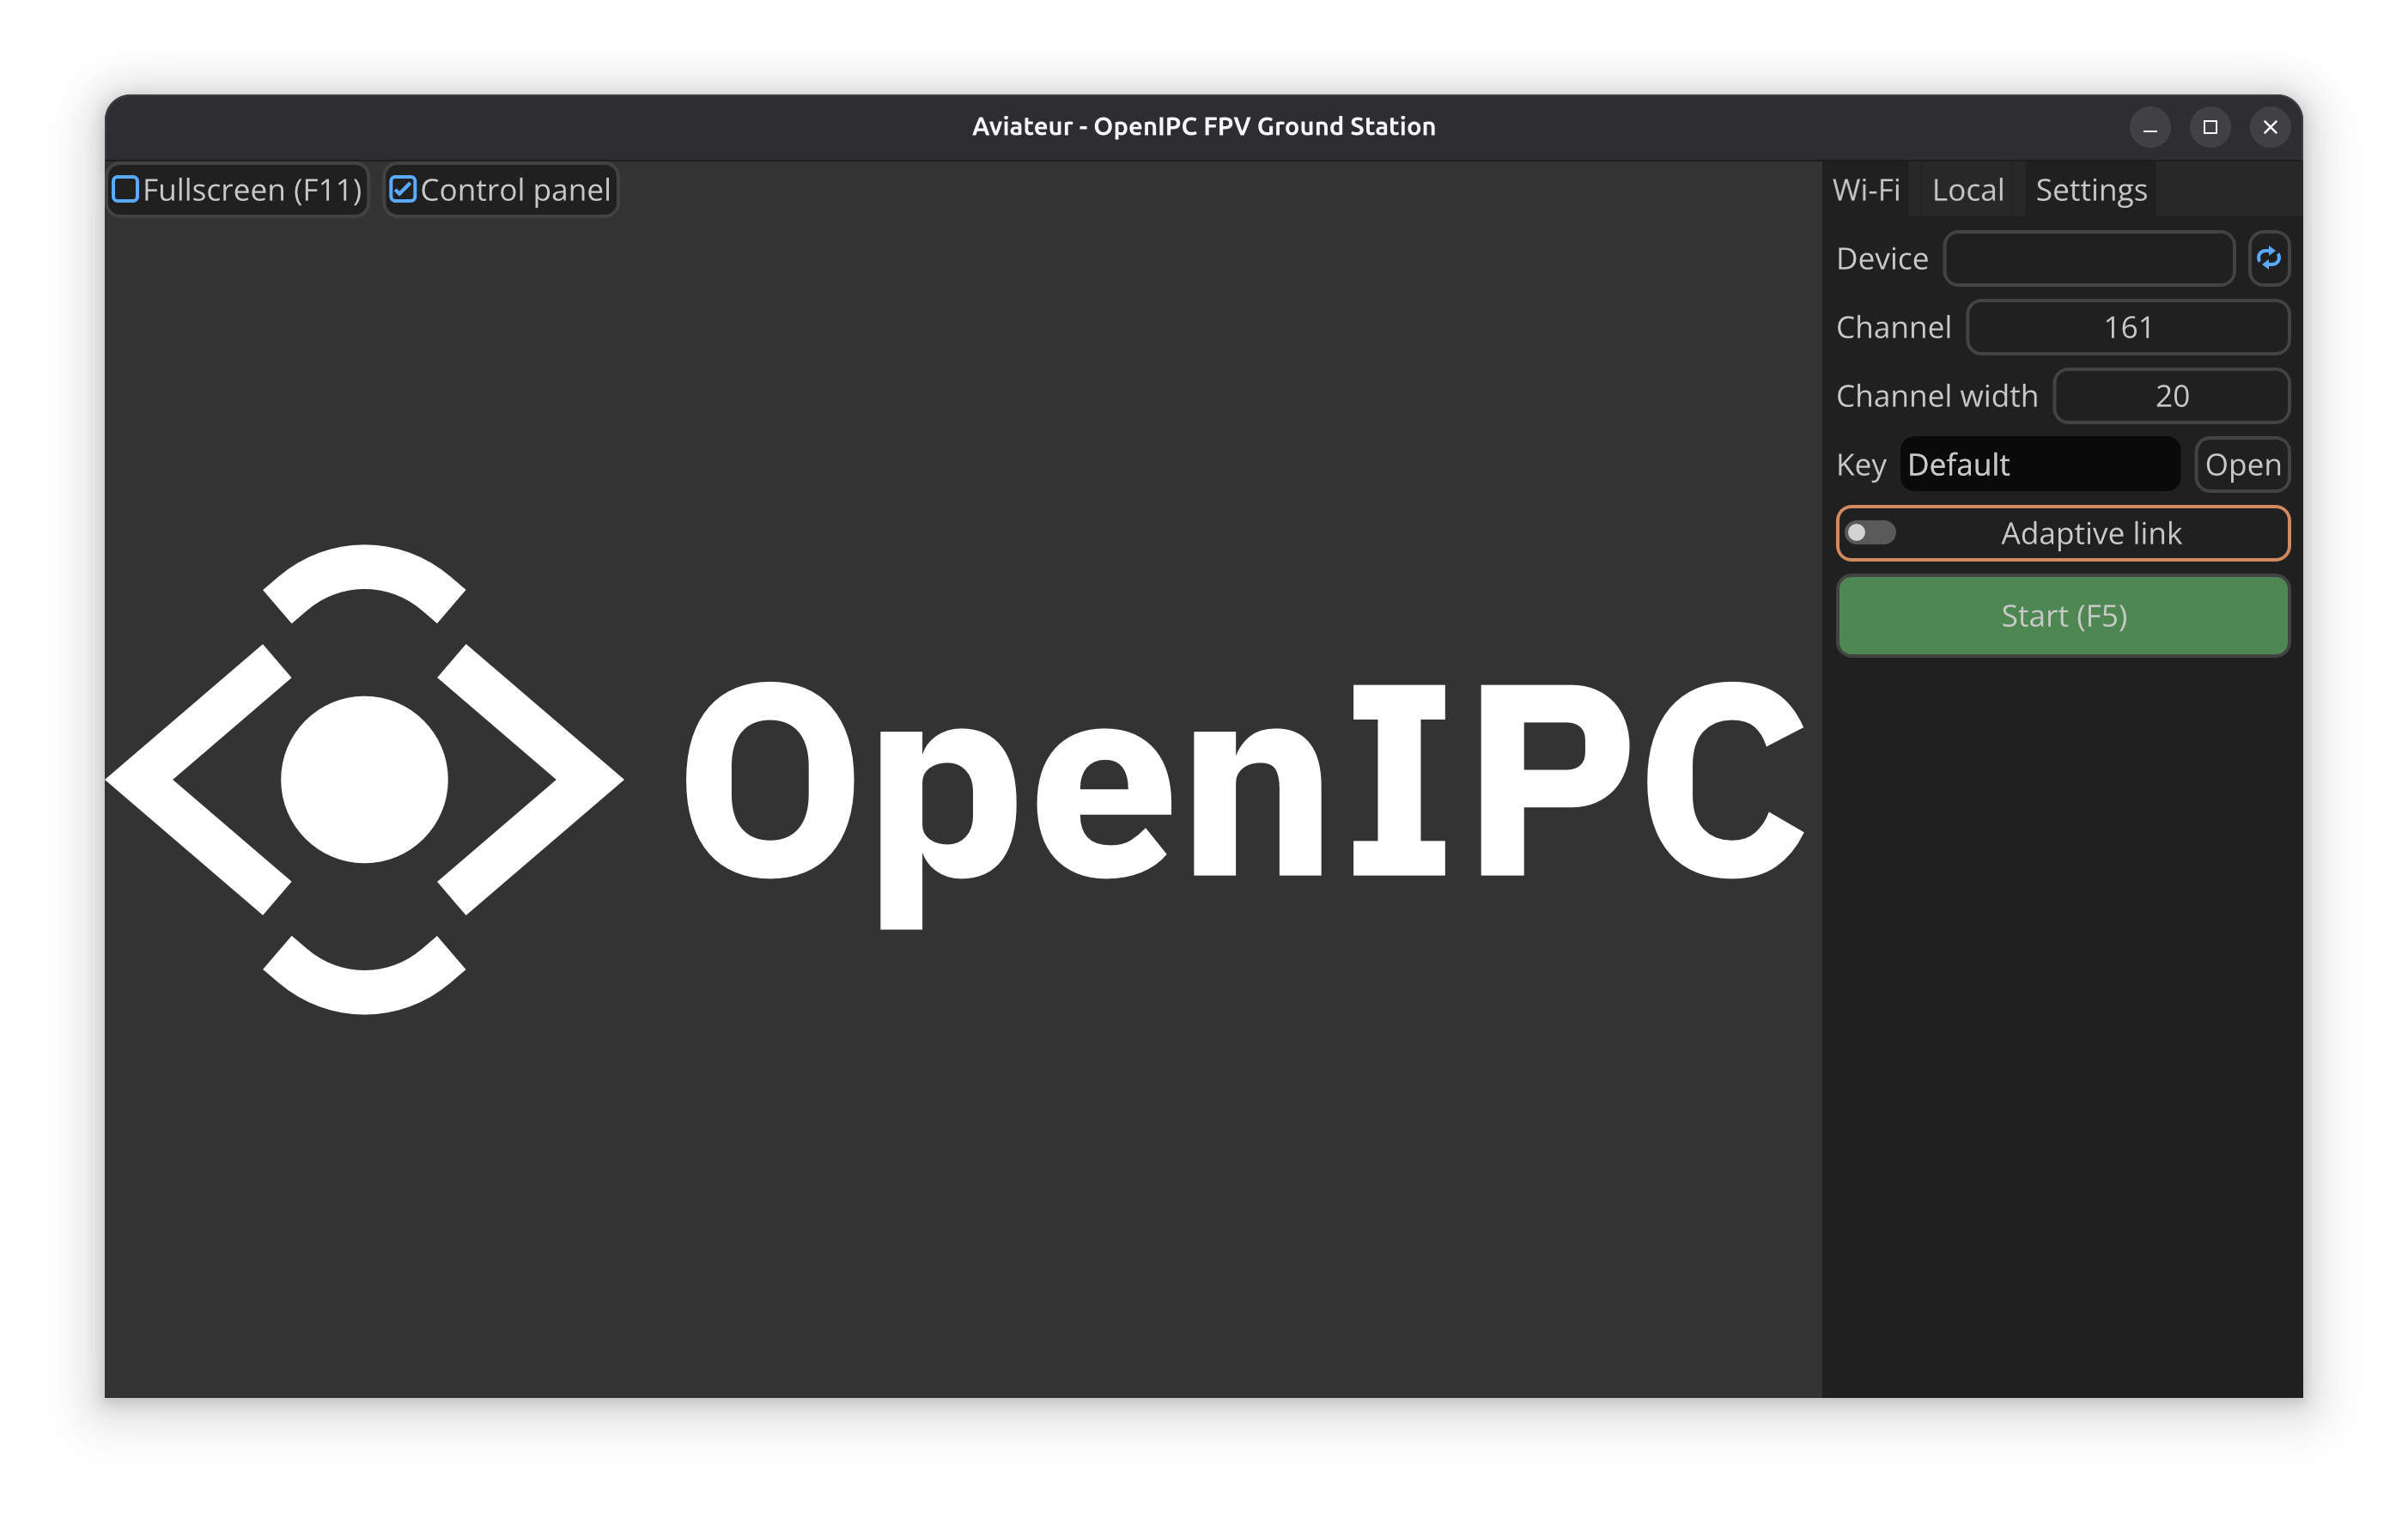 Aviateur - OpenIPC FPV Ground Station
Fullscreen (F11) Control panel
Wi-Fi Local Settings
Device
Channel 161
Channel width 20
Key Default Open
Adaptive link
Start (F5)
OpenIPC